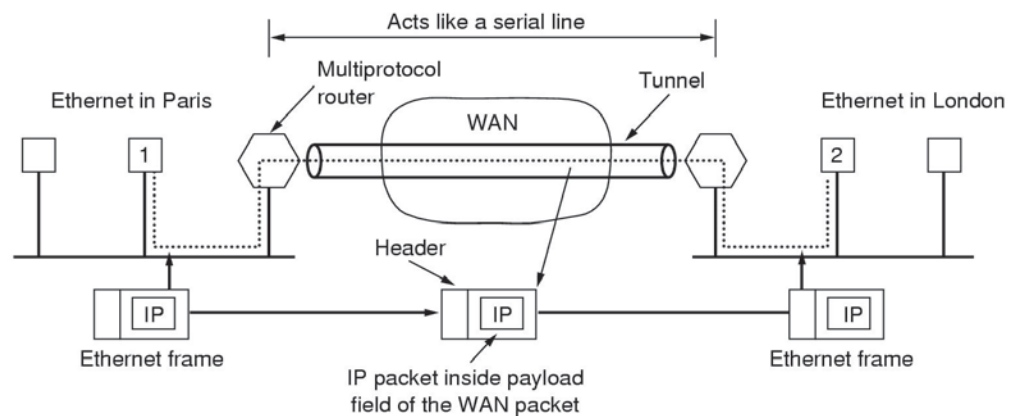 Acts like a serial line
Multiprotocol
router
Tunnel
Ethernet in Paris
Ethernet in London
WAN
1
2
Header
IP
IP
IP
Ethernet frame
Ethernet frame
IP packet inside payload
field of the WAN packet